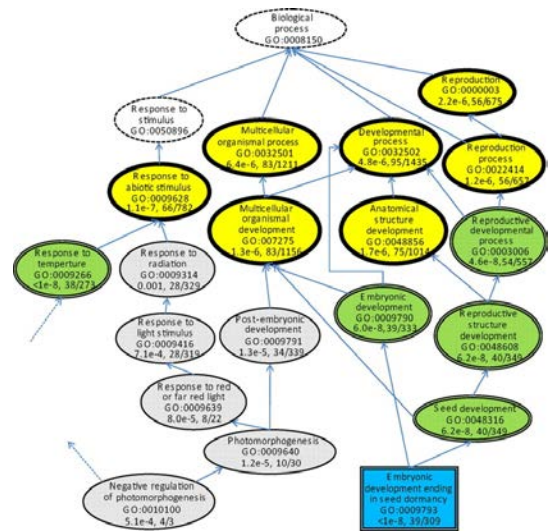 Biological
process
GO:0008150
Reproduction
GO:0000003
2.2e-6,56/675
Response to
stimulus
GO:0050896
Multicellular
organismal process
GO:0032501
6.4e-6, 83/1211
Developmental
process
GO:0032502
4.8e-6,95/1435
Reproduction
process
GO:0022414
1.2e-6, 56/657
Response to
abiotic stimulus
GO:0009628
1.1e-7, 66/782
Multicellular
organismal
development
GO:007275
1.3e-6, 83/1156
Anatomical
structure
development
GO:0048856
1.7e-6, 75/1014
Reproductive
developmental
process
GO:0003006
4.6e-8,54/557
Response to
temperture
GO:0009266
<1e-8, 38/273
Response to
radiation
GO:0009314
0.001, 28/329
Embryonic
development
GO:0009790
6.0e-8,39/333
Reproductive
structure
development
GO:0048608
6.2e-8, 40/349
Response to
light stimulus
GO:0009416
7.1e-4, 28/319
Post-embryonic
development
GO:0009791
1.3e-5, 34/339
Response to red
or far red light
GO:0009639
8.0e-5, 8/22
Seed development
GO:0048316
6.2e-8, 40/349
Photomorphogenesis
GO:0009640
1.2e-5, 10/30
Negative regulation
of photomorphogenesis
GO:0010100
5.1e-4, 4/3
Embryonic
development ending
in seed dormancy
GO:0009793
<1e-8, 39/309